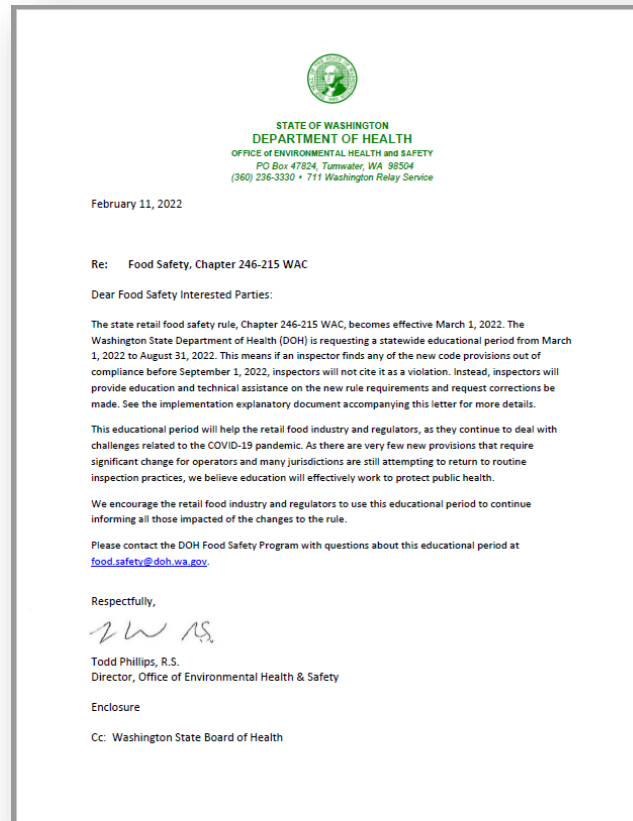 STATE OF WASHINGTON
DEPARTMENT OF HEALTH
OFFICE of ENVIRONMENTAL HEALTH and SAFETY
PO Box 47824, Tumwater, WA  98504
(360) 236-3330 • 711 Washington Relay Service
February 11, 2022
Re: Food Safety, Chapter 246-215 WAC
Dear Food Safety Interested Parties:
The state retail food safety rule, Chapter 246-215 WAC, becomes effective March 1, 2022. The
Washington State Department of Health (DOH) is requesting a statewide educational period from March
1, 2022 to August 31, 2022. This means if an inspector finds any of the new code provisions out of
compliance before September 1, 2022, inspectors will not cite it as a violation. Instead, inspectors will
provide education and technical assistance on the new rule requirements and request corrections be
made. See the implementation explanatory document accompanying this letter for more details.
This educational period will help the retail food industry and regulators, as they continue to deal with
challenges related to the COVID-19 pandemic. As there are very few new provisions that require
significant change for operators and many jurisdictions are still attempting to return to routine
inspection practices, we believe education will effectively work to protect public health.
We encourage the retail food industry and regulators to use this educational period to continue
informing all those impacted of the changes to the rule.
Please contact the DOH Food Safety Program with questions about this educational period at
food.safety@doh.wa.gov.
Respectfully,
Todd Phillips, R.S.
Director, Office of Environmental Health & Safety
Enclosure
Cc: Washington State Board of Health